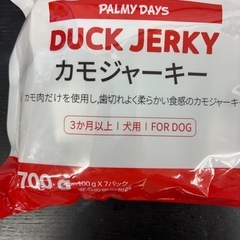 PALMY DAYS
DUCK JERKY
カモジャーキー
カモ肉だけを使用し、歯切れよく柔らかい食感のカモジャーキー
3か月以上 | 犬用 | FOR DOG
700g
100g X 7パック